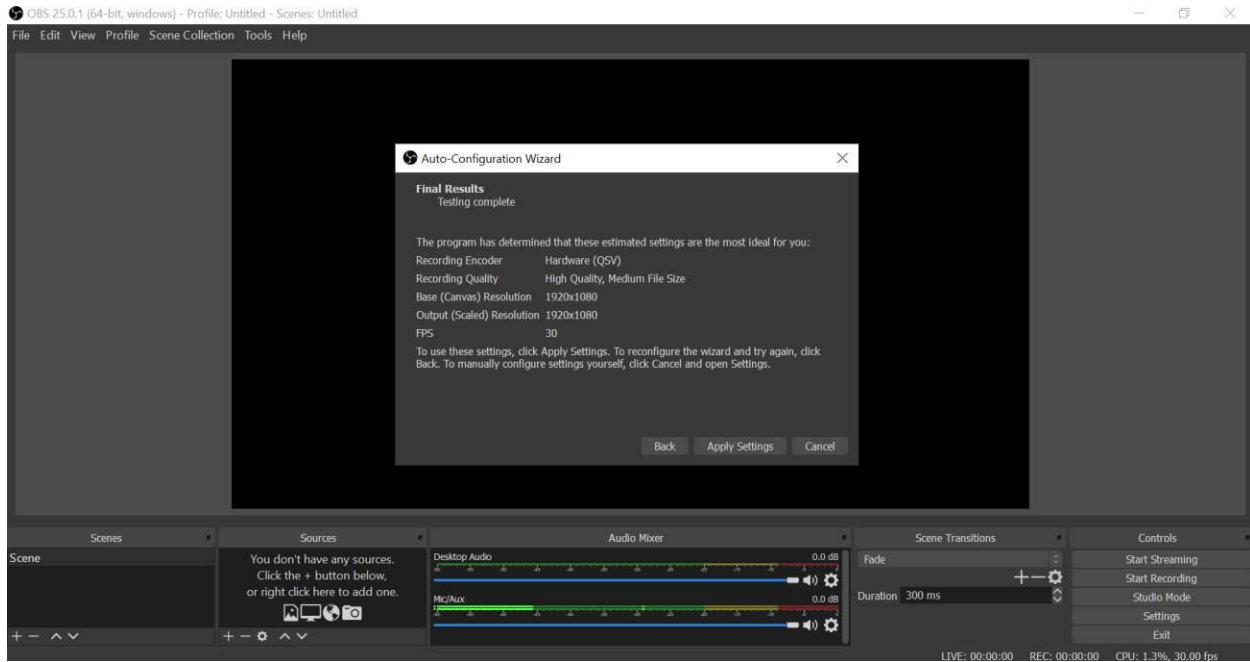 OBS 25.0.1 (64-bit, windows) - Profile: Untitled - Scenes: Untitled
File Edit View Profile Scene Collection Tools Help
Auto-Configuration Wizard
Final Results
Testing complete
The program has determined that these estimated settings are the most ideal for you:
Recording Encoder Hardware (QSV)
Recording Quality High Quality, Medium File Size
Base (Canvas) Resolution 1920x1080
Output (Scaled) Resolution 1920x1080
FPS 30
To use these settings, click Apply Settings. To reconfigure the wizard and try again, click
Back. To manually configure settings yourself, click Cancel and open Settings.
Back Apply Settings Cancel
Scenes
Scene
Sources
You don't have any sources.
Click the + button below,
or right click here to add one.
Audio Mixer
Desktop Audio 0.0 dB
Mic/Aux 0.0 dB
Scene Transitions
Fade
Duration 300 ms
Controls
Start Streaming
Start Recording
Studio Mode
Settings
Exit
LIVE: 00:00:00 REC: 00:00:00 CPU: 1.3%, 30.00 fps